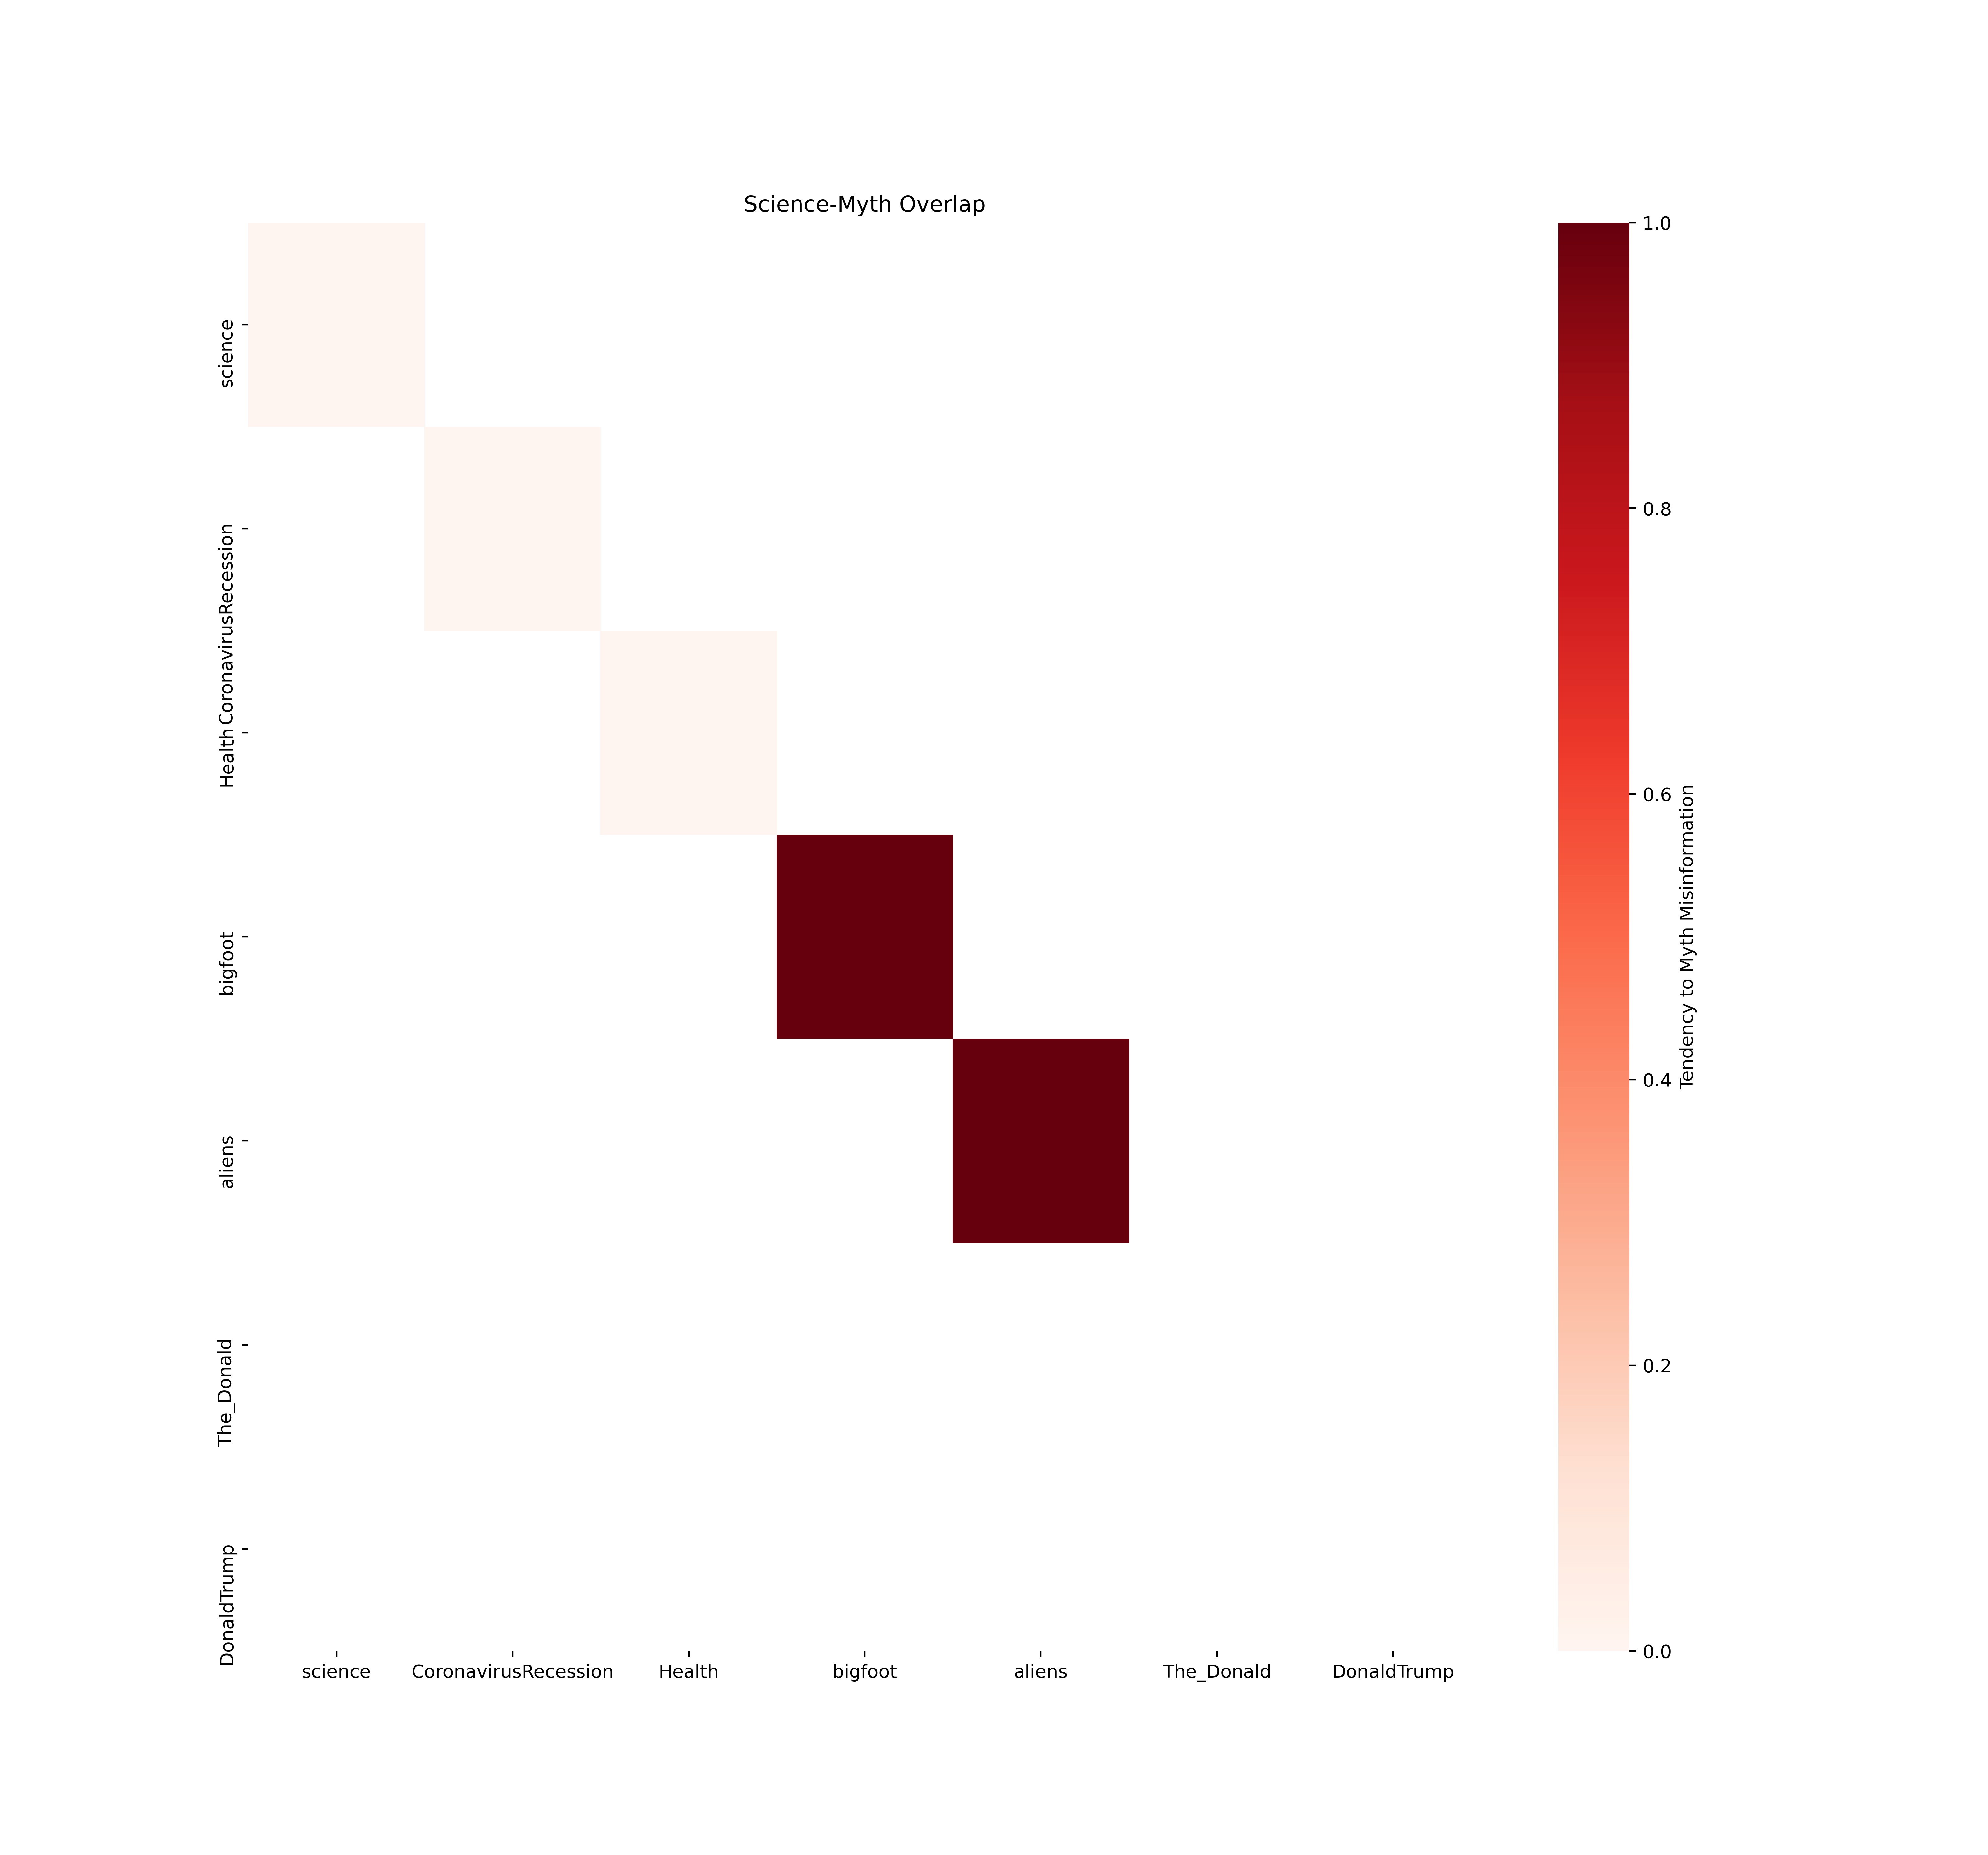 Science-Myth Overlap
science
CoronavirusRecession
Health
bigfoot
aliens
The_Donald
DonaldTrump
science CoronavirusRecession Health bigfoot aliens The_Donald DonaldTrump
1.0
0.8
0.6
0.4
0.2
0.0
Tendency to Myth Misinformation